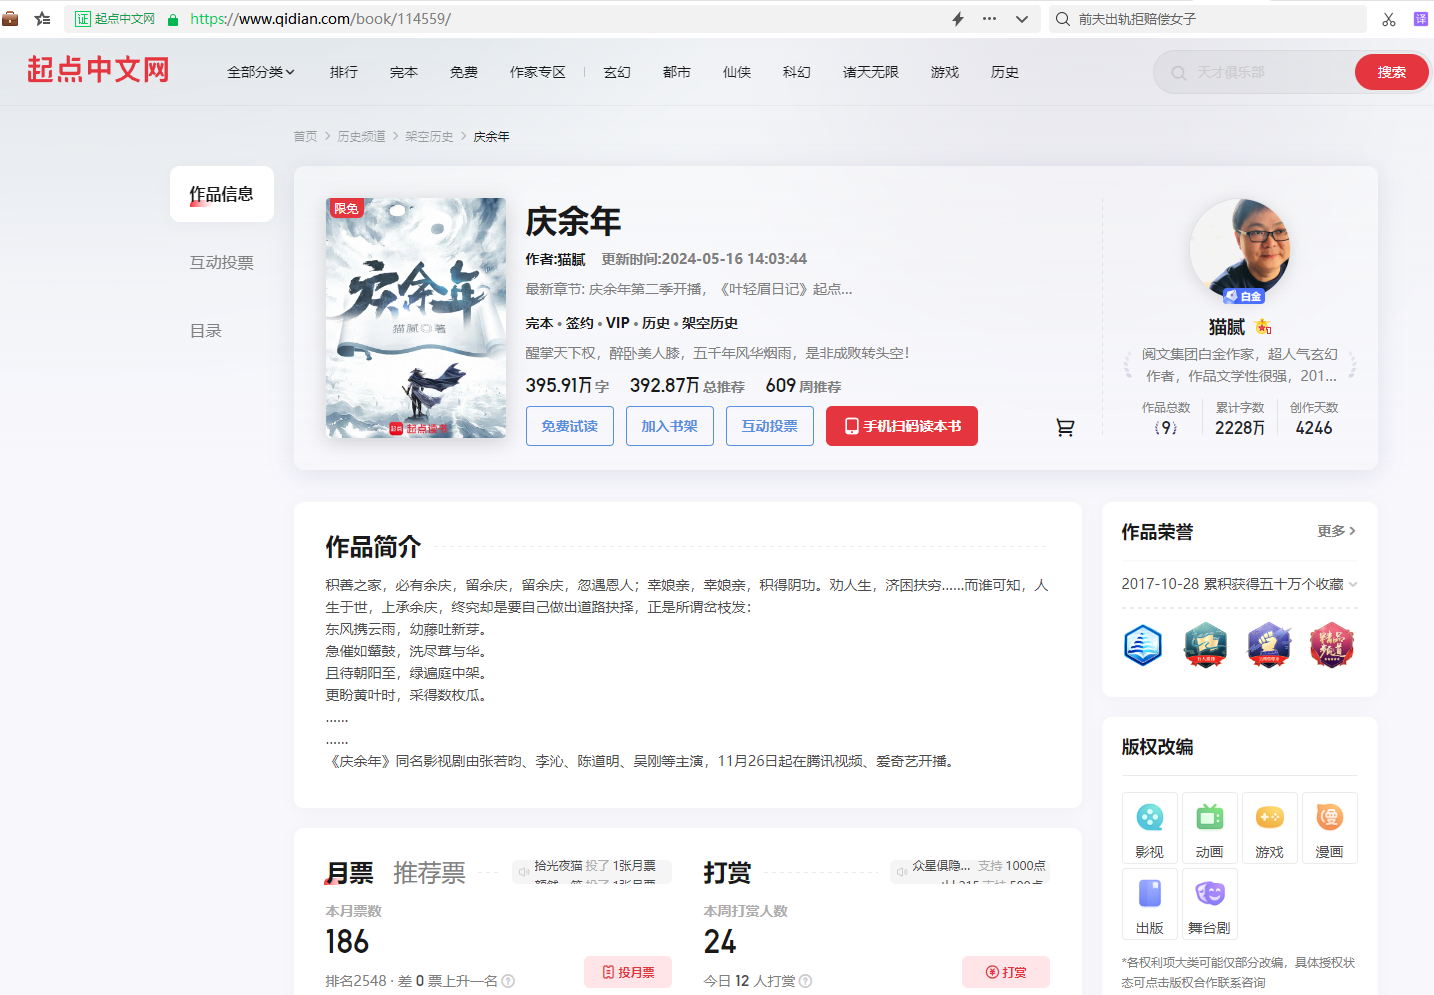 证 起点中文网 https://www.qidian.com/book/114559/ 前夫出轨拒赔偿女子 译
起点中文网 全部分类 排行 完本 免费 作家专区 玄幻 都市 仙侠 科幻 诸天无限 游戏 历史 天才俱乐部 搜索
首页 > 历史频道 > 架空历史 > 庆余年
作品信息
互动投票
目录
限免
庆余年
猫腻◎著
起点 起点读书
庆余年
作者:猫腻 更新时间:2024-05-16 14:03:44
最新章节: 庆余年第二季开播，《叶轻眉日记》起点...
完本 • 签约 • VIP • 历史 • 架空历史
醒掌天下权，醉卧美人膝，五千年风华烟雨，是非成败转头空！
395.91万 字 392.87万 总推荐 609 周推荐
免费试读 加入书架 互动投票 手机扫码读本书
白金
猫腻
阅文集团白金作家，超人气玄幻
作者，作品文学性很强，201...
作品总数 累计字数 创作天数
9 2228万 4246
作品简介
积善之家，必有余庆，留余庆，留余庆，忽遇恩人；幸娘亲，幸娘亲，积得阴功。劝人生，济困扶穷……而谁可知，人
生于世，上承余庆，终究却是要自己做出道路抉择，正是所谓岔枝发：
东风携云雨，幼藤吐新芽。
急催如颦鼓，洗尽茸与华。
且待朝阳至，绿遍庭中架。
更盼黄叶时，采得数枚瓜。
……
……
《庆余年》同名影视剧由张若昀、李沁、陈道明、吴刚等主演，11月26日起在腾讯视频、爱奇艺开播。
作品荣誉 更多 >
2017-10-28 累积获得五十万个收藏
精品频道
版权改编
影视 动画 游戏 漫画
出版 舞台剧
*各权利项大类可能仅部分改编，具体授权状
态可点击版权合作联系咨询
月票 推荐票 拾光夜猫 投了 1张月票
本月票数
186
排名2548 · 差 0 票上升一名
投月票
打赏 众星俱隐... 支持 1000点
本周打赏人数
24
今日 12 人打赏
打赏